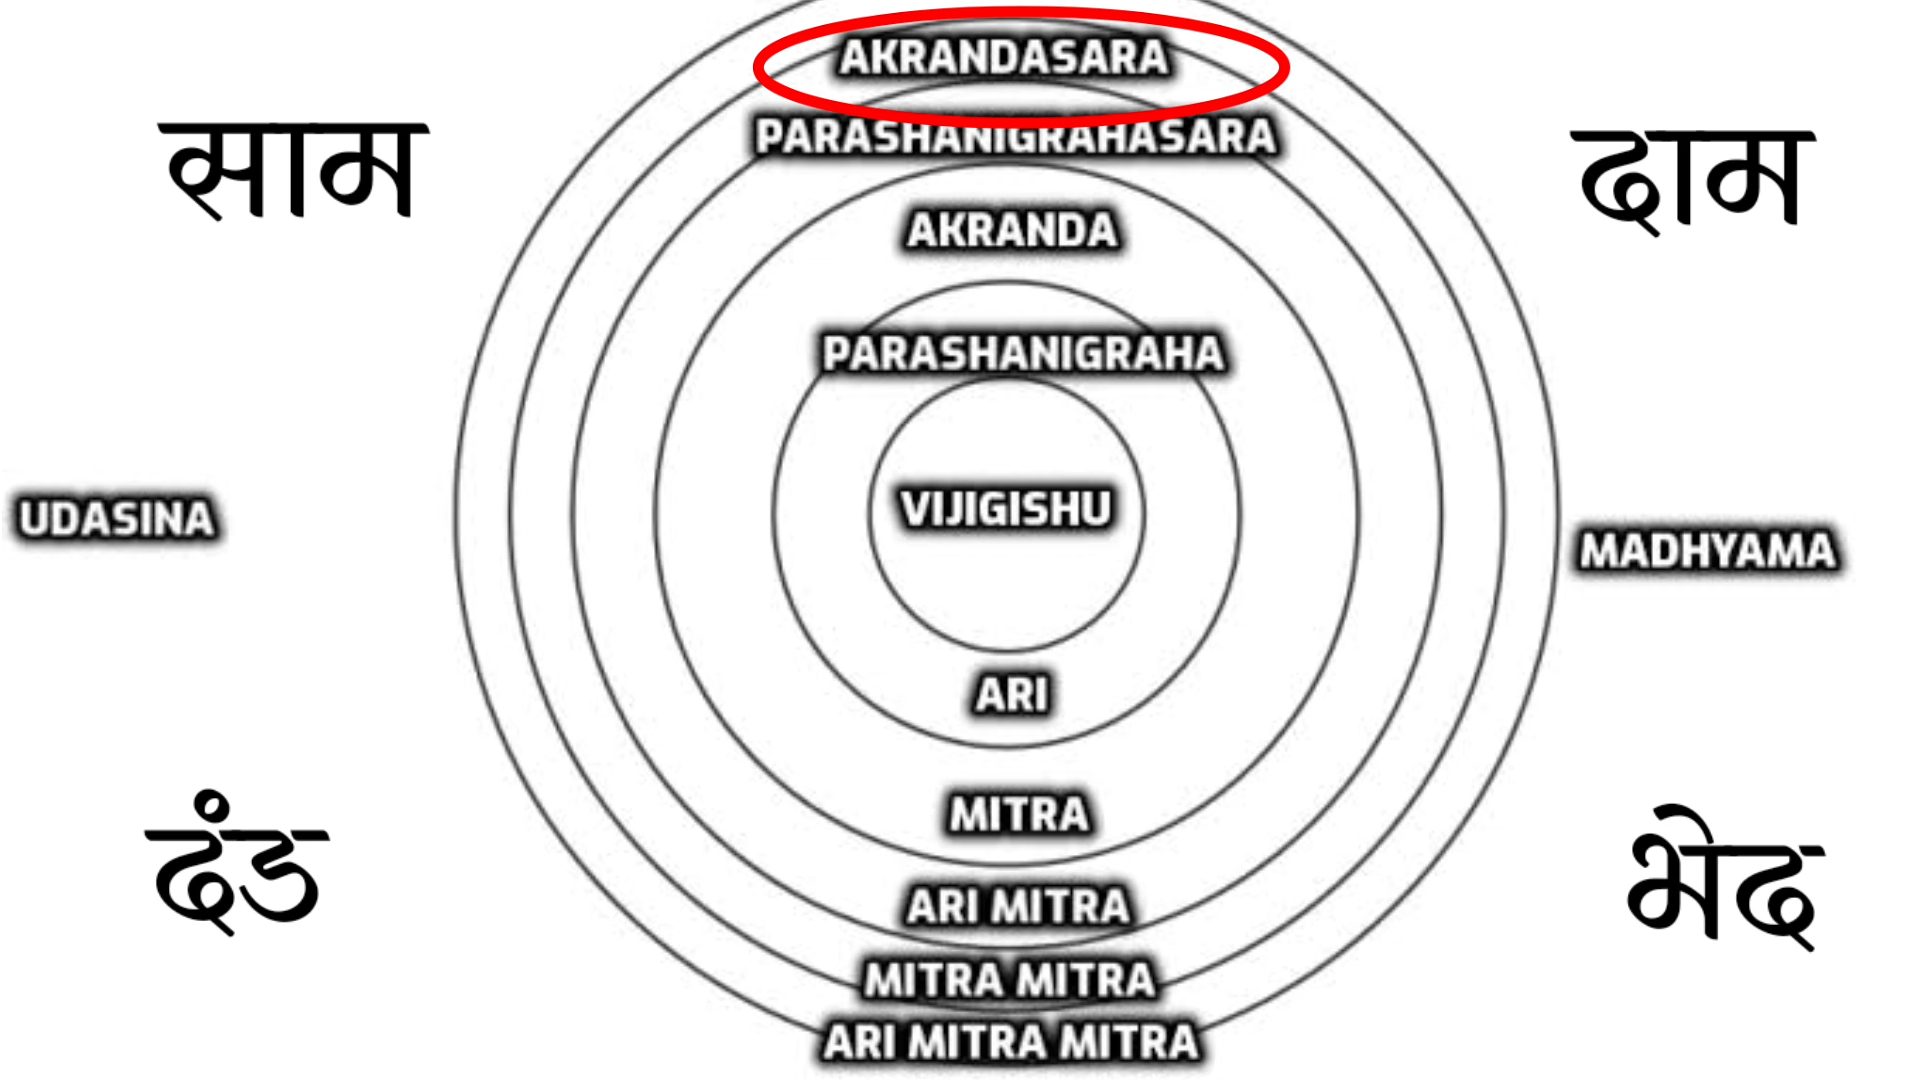 AKRANDASARA
PARASHANIGRAHASARA
साम
दाम
AKRANDA
PARASHANIGRAHA
VIJIGISHU
UDASINA
MADHYAMA
ARI
MITRA
दंड
भेद
ARI MITRA
MITRA MITRA
ARI MITRA MITRA